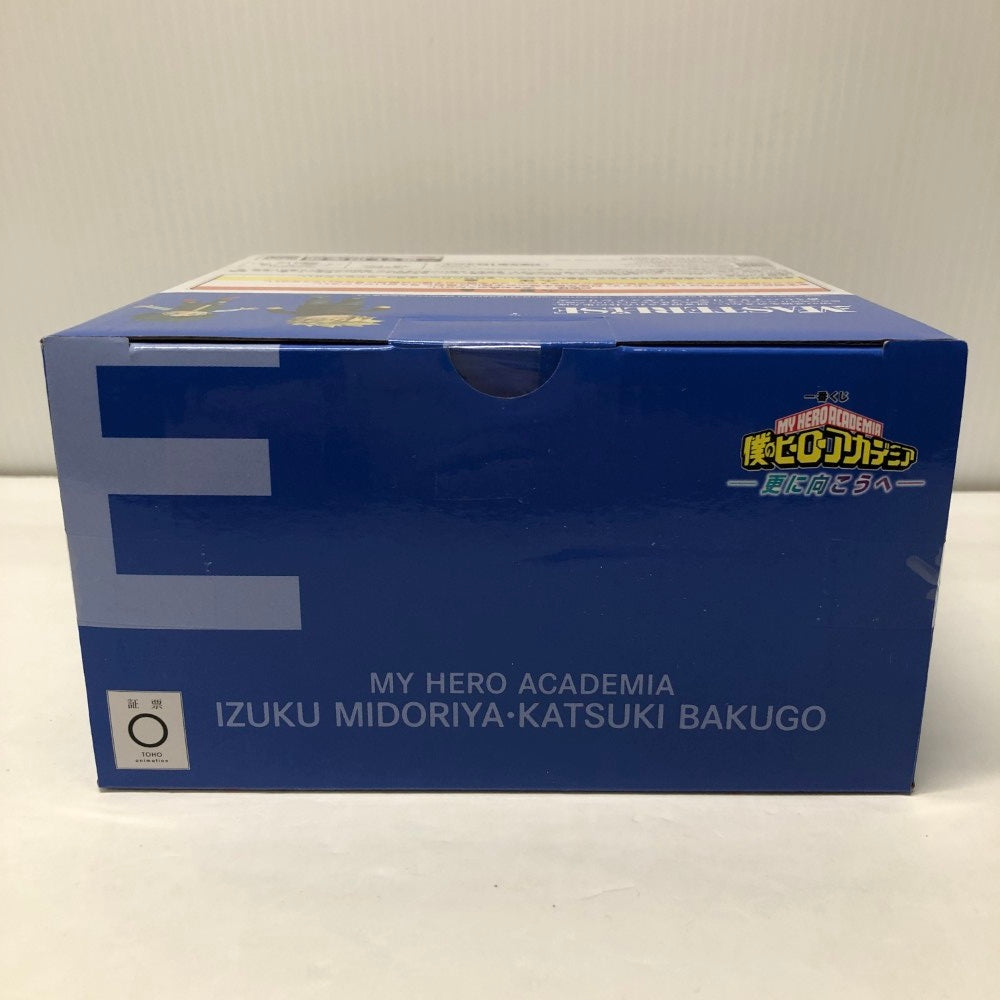 MASTERLISE
E
一番くじ
MY HERO ACADEMIA
僕のヒーローアカデミア
更に向こうへ
MY HERO ACADEMIA
IZUKU MIDORIYA・KATSUKI BAKUGO
証票
TOHO
animation